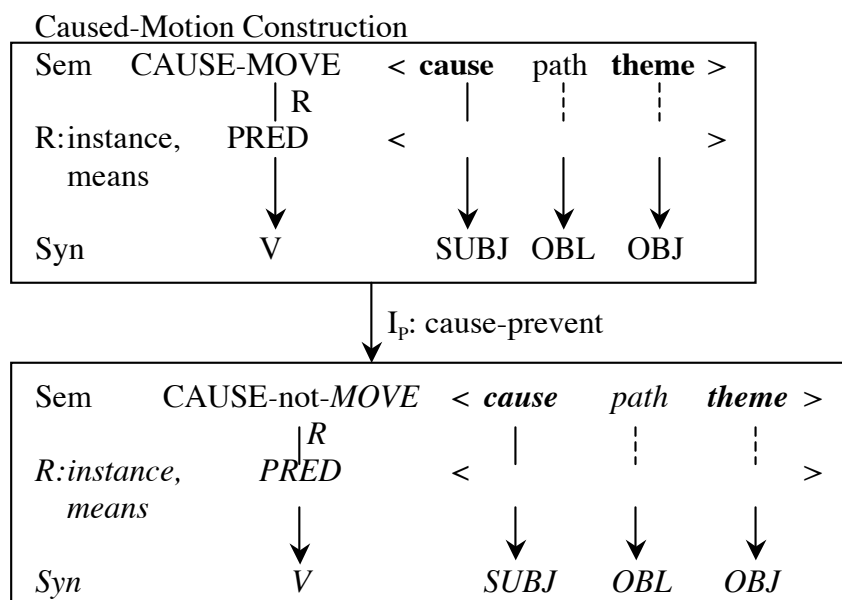 Caused-Motion Construction
Sem CAUSE-MOVE < cause path theme >
R
R: instance, PRED < >
means
Syn V SUBJ OBL OBJ
I_P: cause-prevent
Sem CAUSE-not-MOVE < cause path theme >
R
R: instance, PRED < >
means
Syn V SUBJ OBL OBJ